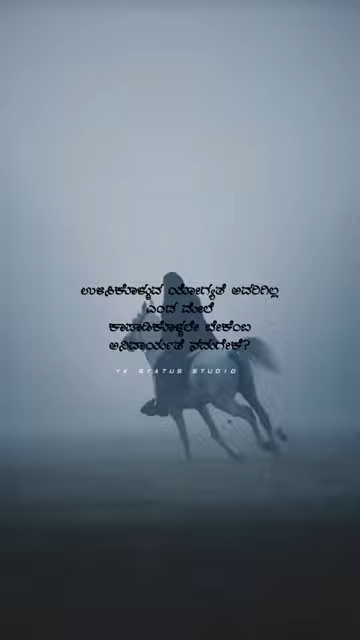 ಉಳಿಸಿಕೊಳ್ಳುವ ಯೋಗ್ಯತೆ ಅವರಿಗಿಲ್ಲ
ಎಂದ ಮೇಲೆ
ಕಾಪಾಡಿಕೊಳ್ಳಲೇ ಬೇಕೆಂಬ
ಅನಿವಾರ್ಯತೆ ನಮಗೇಕೆ?
YK STATUS STUDIO